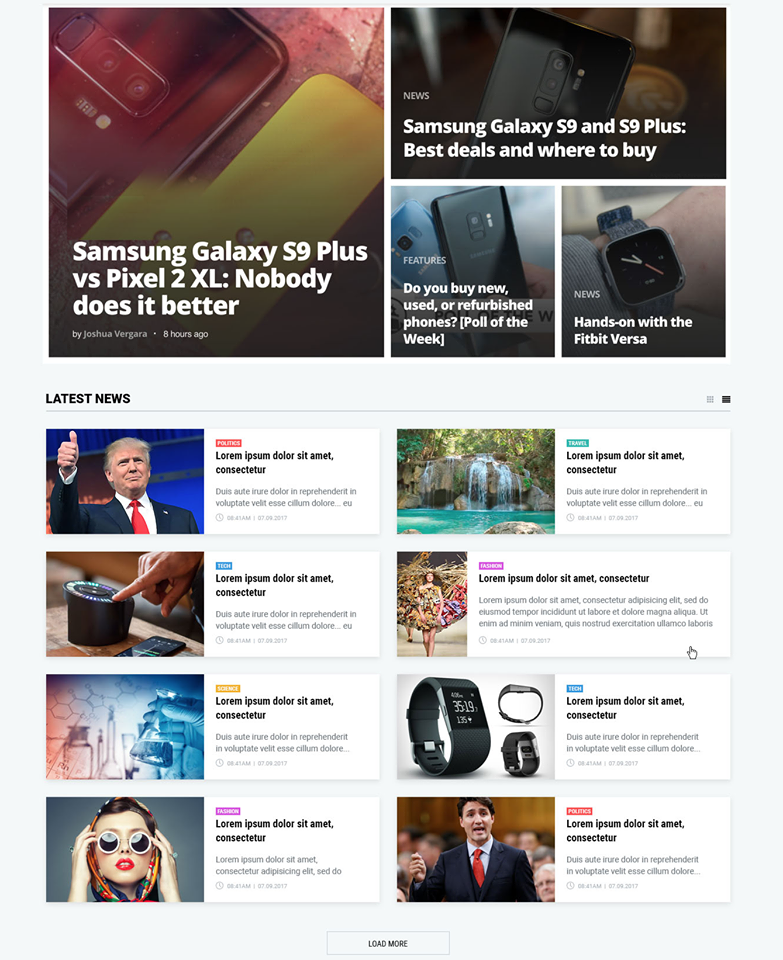 Samsung Galaxy S9 Plus
vs Pixel 2 XL: Nobody
does it better
by Joshua Vergara • 8 hours ago
NEWS
Samsung Galaxy S9 and S9 Plus:
Best deals and where to buy
FEATURES
Do you buy new,
used, or refurbished
phones? [Poll of the
Week]
NEWS
Hands-on with the
Fitbit Versa
LATEST NEWS
POLITICS
Lorem ipsum dolor sit amet,
consectetur
Duis aute irure dolor in reprehenderit in
voluptate velit esse cillum dolore... eu
08:41AM | 07.09.2017
TRAVEL
Lorem ipsum dolor sit amet,
consectetur
Duis aute irure dolor in reprehenderit in
voluptate velit esse cillum dolore... eu
08:41AM | 07.09.2017
TECH
Lorem ipsum dolor sit amet,
consectetur
Duis aute irure dolor in reprehenderit in
voluptate velit esse cillum dolore... eu
08:41AM | 07.09.2017
FASHION
Lorem ipsum dolor sit amet, consectetur
Lorem ipsum dolor sit amet, consectetur adipisicing elit, sed do
eiusmod tempor incididunt ut labore et dolore magna aliqua. Ut
enim ad minim veniam, quis nostrud exercitation ullamco laboris
08:41AM | 07.09.2017
SCIENCE
Lorem ipsum dolor sit amet,
consectetur
Duis aute irure dolor in reprehenderit
in voluptate velit esse cillum dolore...
08:41AM | 07.09.2017
TECH
Lorem ipsum dolor sit amet,
consectetur
Duis aute irure dolor in reprehenderit
in voluptate velit esse cillum dolore...
08:41AM | 07.09.2017
FASHION
Lorem ipsum dolor sit amet,
consectetur
Lorem ipsum dolor sit amet,
consectetur adipisicing elit, sed do
08:41AM | 07.09.2017
POLITICS
Lorem ipsum dolor sit amet,
consectetur
Duis aute irure dolor in reprehenderit
in voluptate velit esse cillum dolore...
08:41AM | 07.09.2017
LOAD MORE